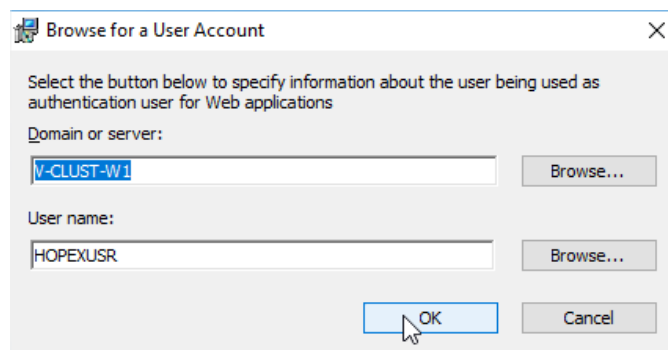 Browse for a User Account
Select the button below to specify information about the user being used as
authentication user for Web applications
Domain or server:
V-CLUST-W1
Browse...
User name:
HOPEXUSR
Browse...
OK
Cancel